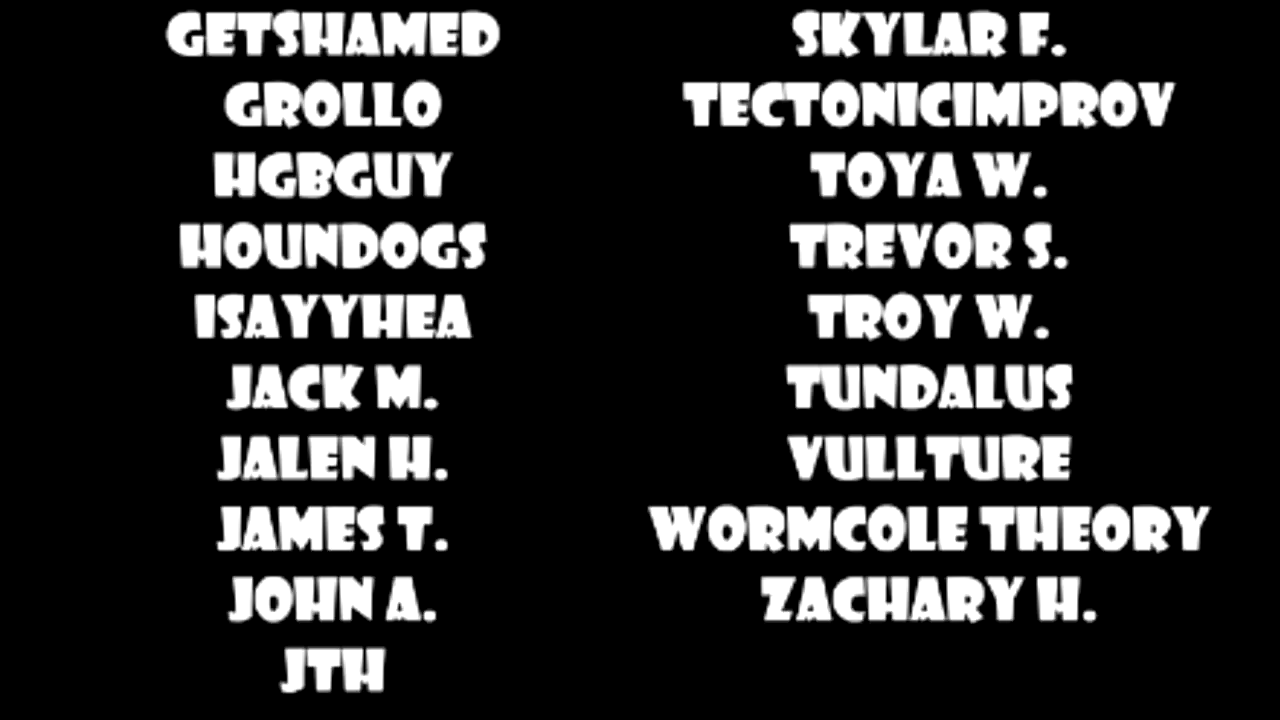 GETSHAMED
GROLLO
HGBGUY
HOUNDOGS
ISAYYHEA
JACK M.
JALEN H.
JAMES T.
JOHN A.
JTH
SKYLAR F.
TECTONICIMPROV
TOYA W.
TREVOR S.
TROY W.
TUNDALUS
VULLTURE
WORMCOLE THEORY
ZACHARY H.